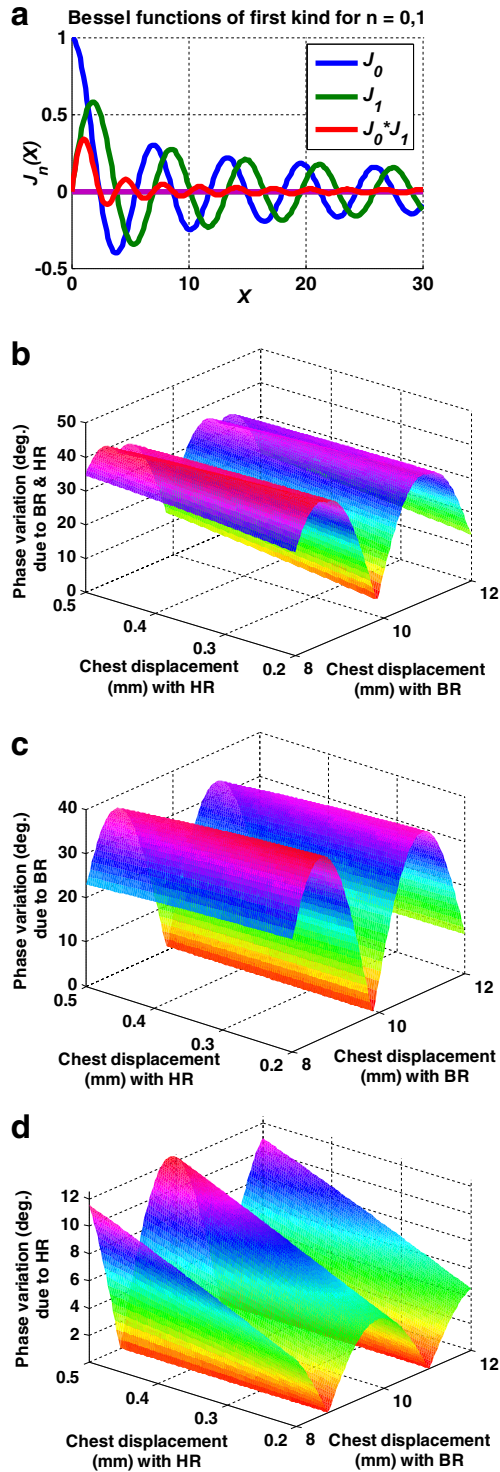 a
Bessel functions of first kind for n = 0,1
1
0.5
0
-0.5
J_n(X)
J_0
J_1
J_0*J_1
0
10
20
30
X
b
50
40
30
20
10
0
Phase variation (deg.)
due to BR & HR
0.5
0.4
0.3
0.2
Chest displacement
(mm) with HR
8
10
12
Chest displacement
(mm) with BR
c
40
30
20
10
0
Phase variation (deg.)
due to BR
0.5
0.4
0.3
0.2
Chest displacement
(mm) with HR
8
10
12
Chest displacement
(mm) with BR
d
12
10
8
6
4
2
Phase variation (deg.)
due to HR
0.5
0.4
0.3
0.2
Chest displacement
(mm) with HR
8
10
12
Chest displacement
(mm) with BR